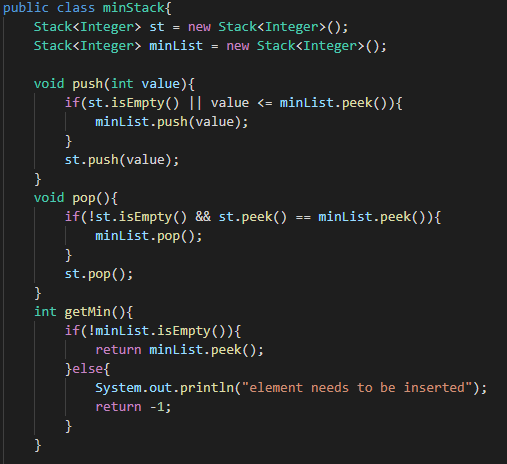 public class minStack{
    Stack<Integer> st = new Stack<Integer>();
    Stack<Integer> minList = new Stack<Integer>();

    void push(int value){
        if(st.isEmpty() || value <= minList.peek()){
            minList.push(value);
        }
        st.push(value);
    }
    void pop(){
        if(!st.isEmpty() && st.peek() == minList.peek()){
            minList.pop();
        }
        st.pop();
    }
    int getMin(){
        if(!minList.isEmpty()){
            return minList.peek();
        }else{
            System.out.println("element needs to be inserted");
            return -1;
        }
    }